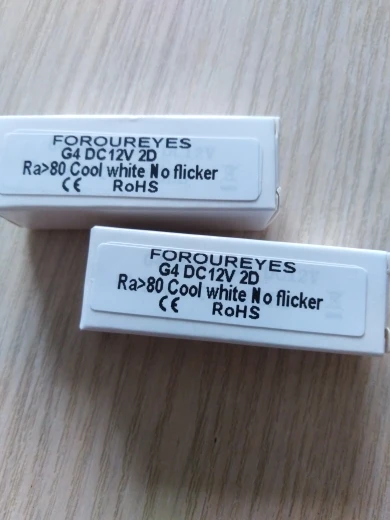 FOROUREYES
G4 DC12V 2D
Ra>80 Cool white No flicker
CE RoHS
FOROUREYES
G4 DC12V 2D
Ra>80 Cool white No flicker
CE RoHS